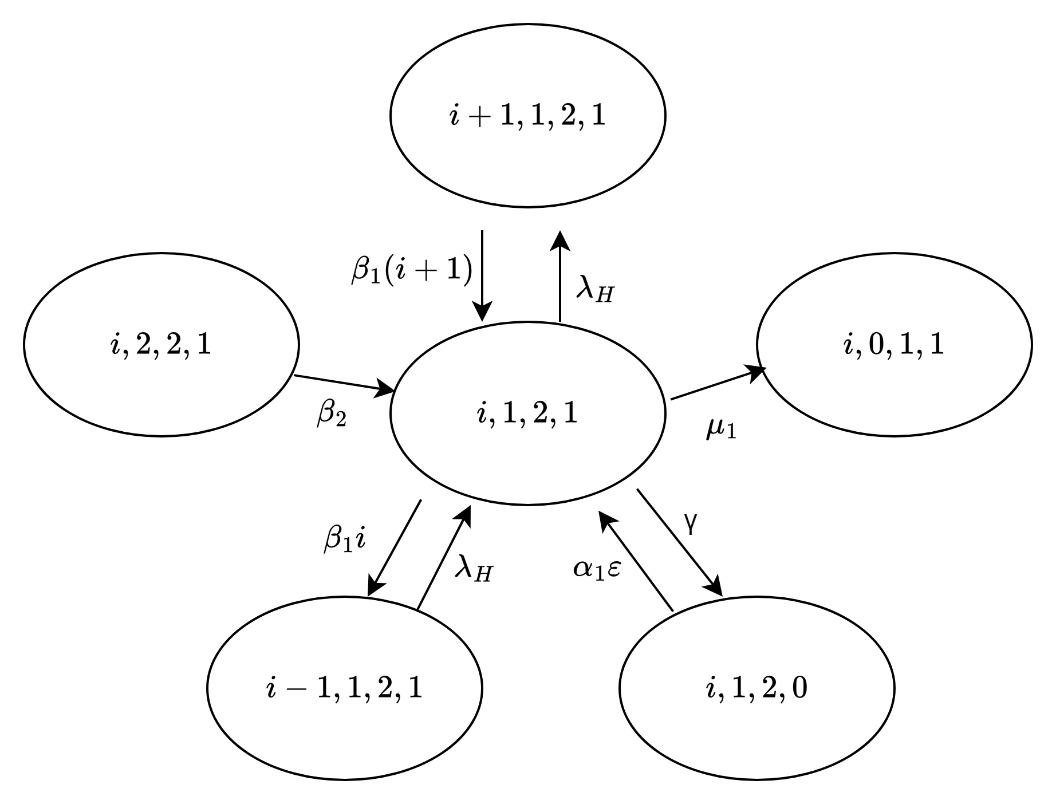 i + 1, 1, 2, 1
β₁(i + 1)
λ_H
i, 2, 2, 1
i, 0, 1, 1
i, 1, 2, 1
β₂
μ₁
β₁i
λ_H
α₁ε
γ
i − 1, 1, 2, 1
i, 1, 2, 0